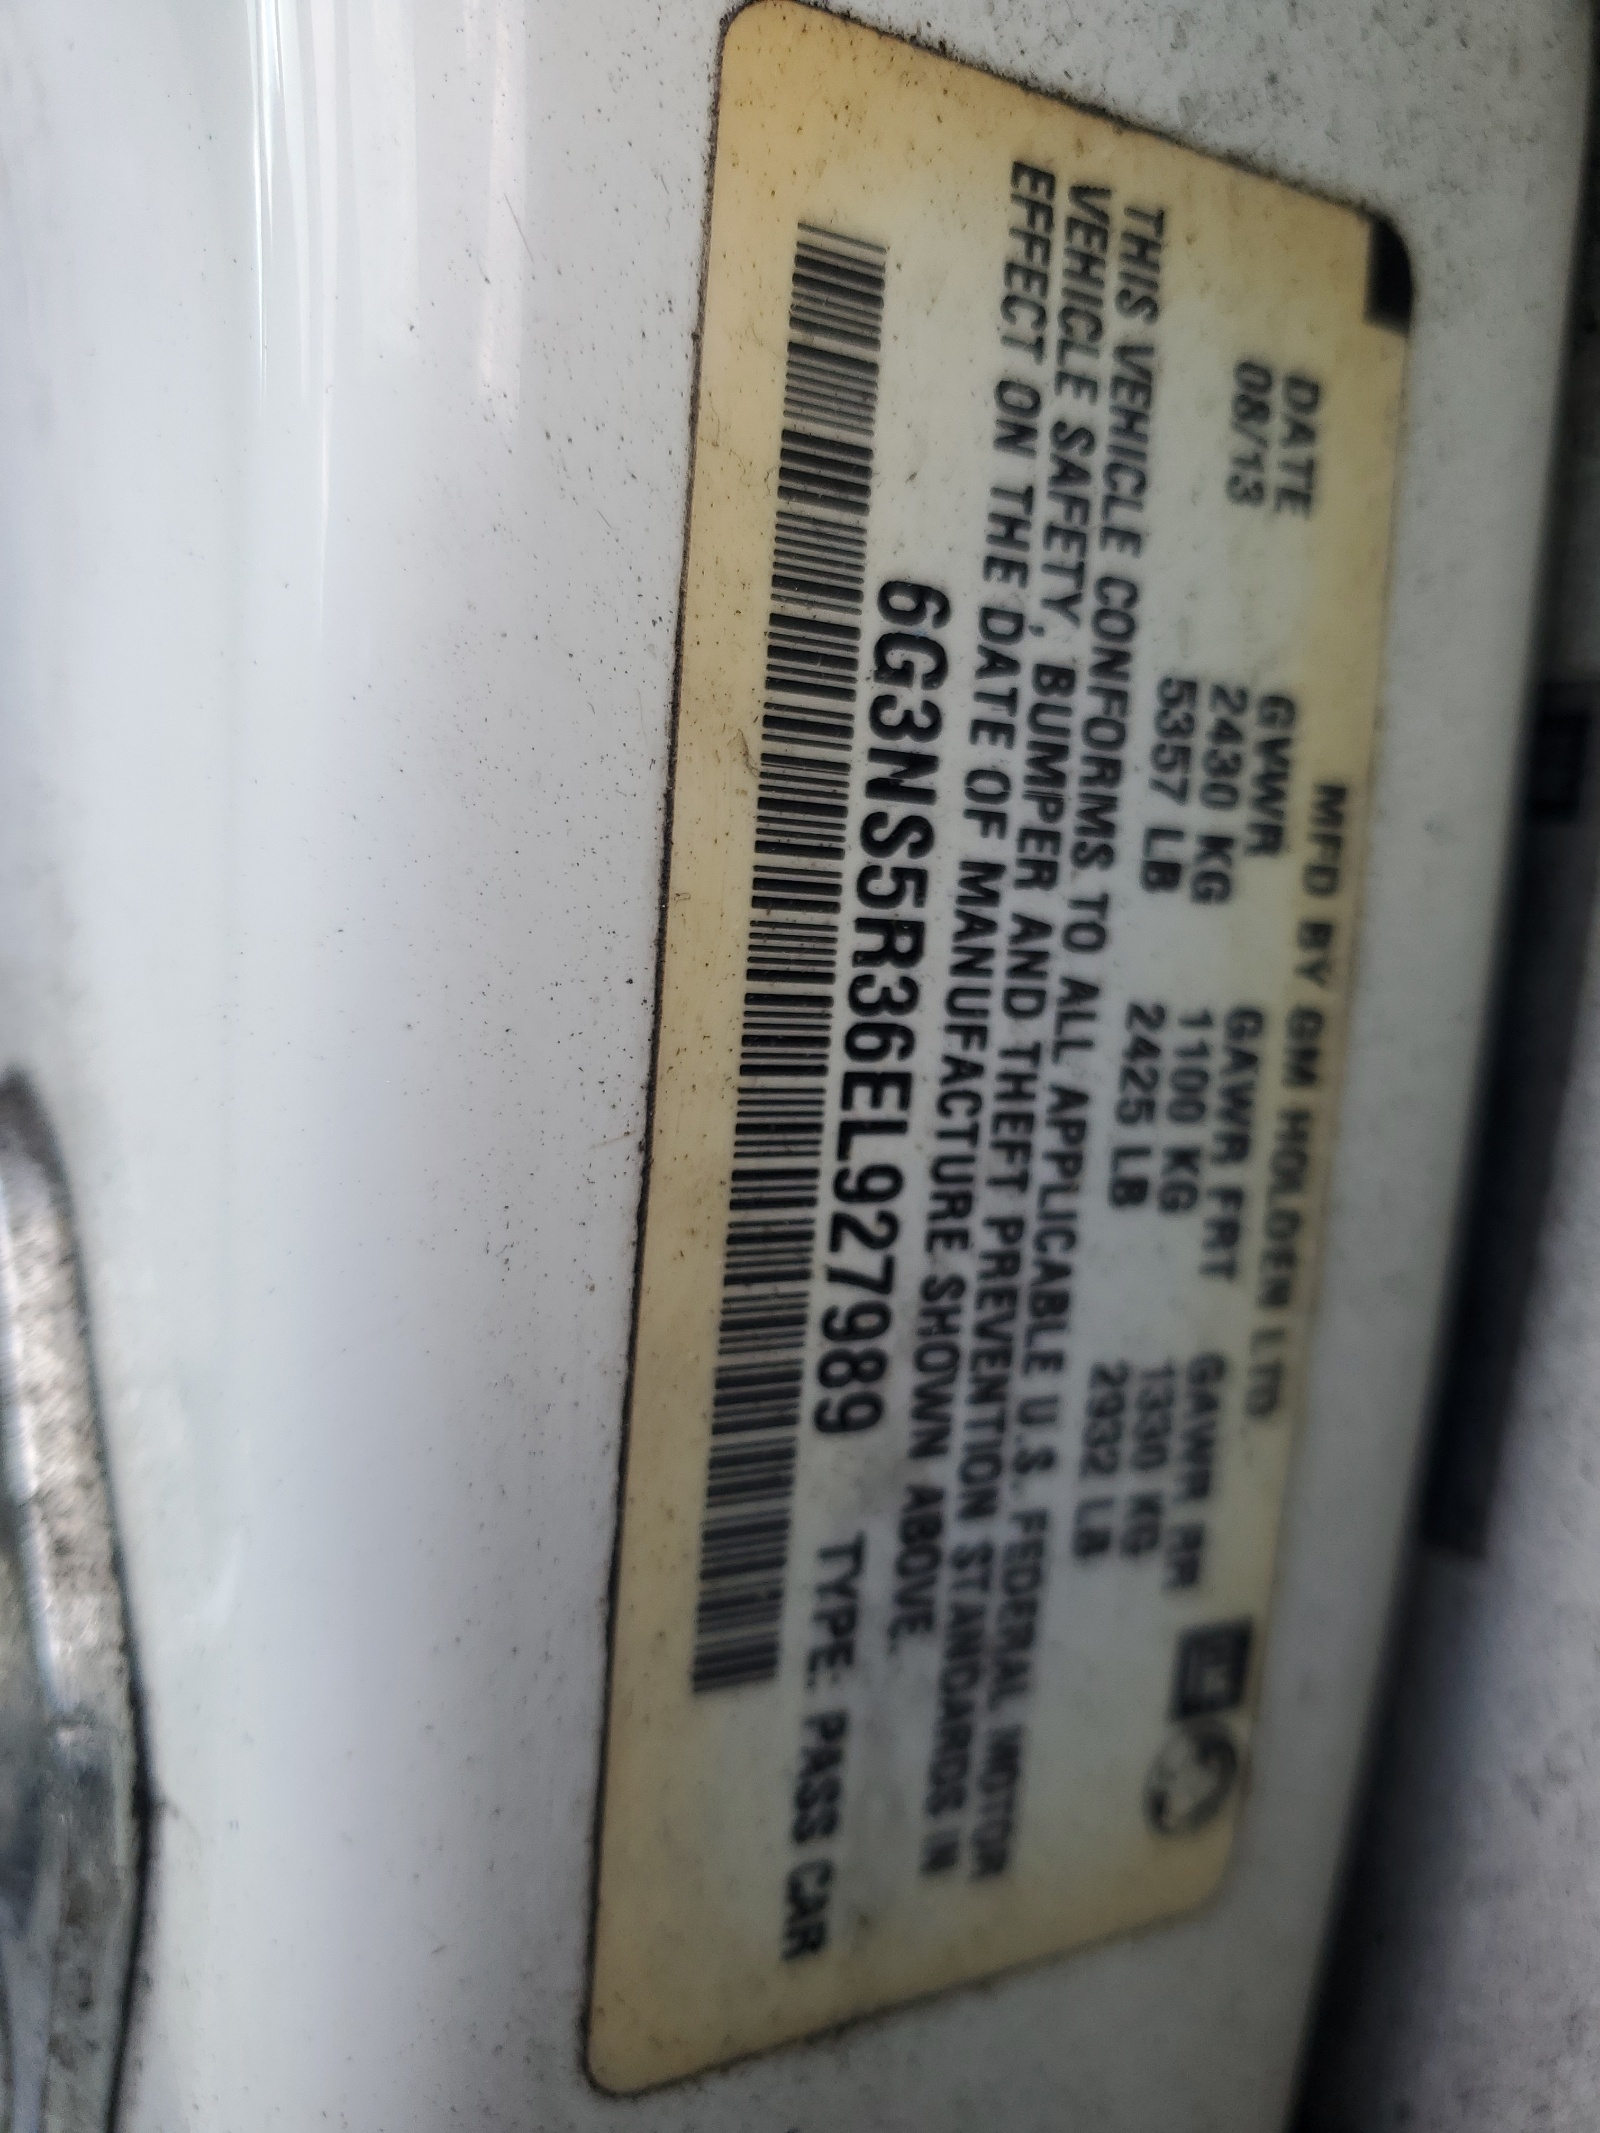 MFD BY GM HOLDEN LTD
DATE GVWR GAWR FRT GAWR RR
08/13 2430 KG 1100 KG 1330 KG
5357 LB 2425 LB 2932 LB
THIS VEHICLE CONFORMS TO ALL APPLICABLE U.S. FEDERAL MOTOR
VEHICLE SAFETY, BUMPER AND THEFT PREVENTION STANDARDS IN
EFFECT ON THE DATE OF MANUFACTURE SHOWN ABOVE.
6G3NS5R36EL927989 TYPE: PASS CAR